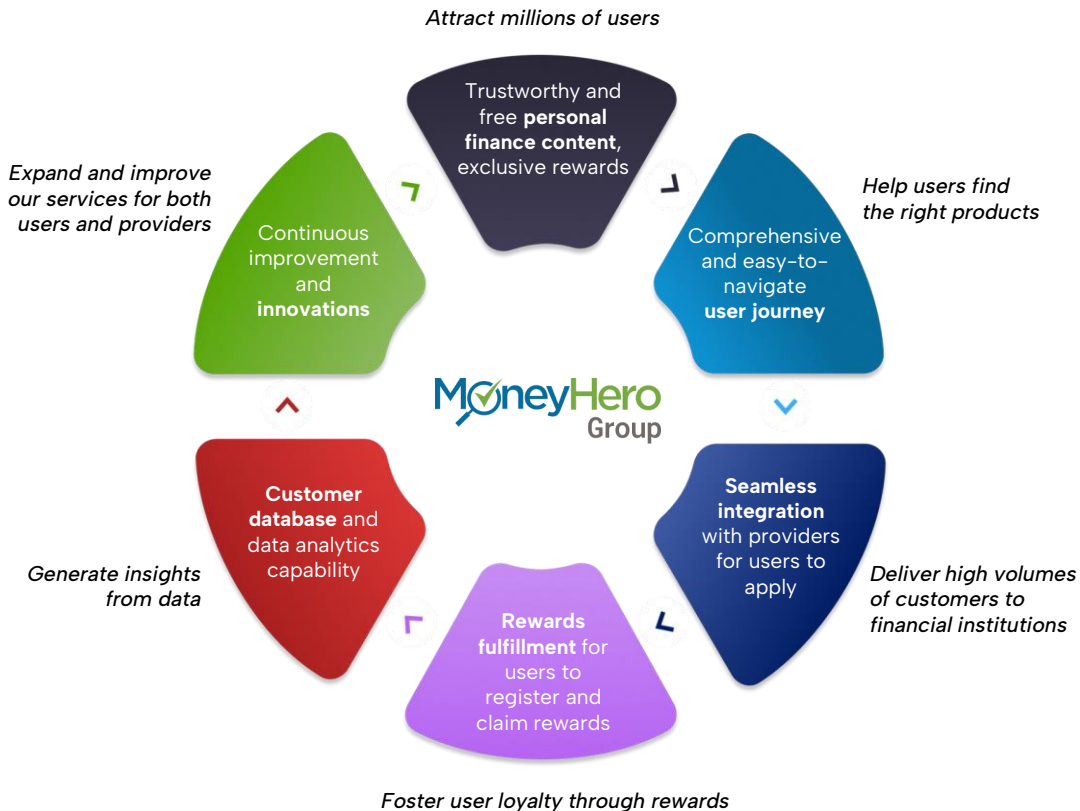 Attract millions of users
Trustworthy and
free personal
finance content,
exclusive rewards
Help users find
the right products
Comprehensive
and easy-to-
navigate
user journey
Seamless
integration
with providers
for users to
apply
Deliver high volumes
of customers to
financial institutions
Rewards
fulfillment for
users to
register and
claim rewards
Foster user loyalty through rewards
Customer
database and
data analytics
capability
Generate insights
from data
Continuous
improvement
and
innovations
Expand and improve
our services for both
users and providers
MoneyHero
Group